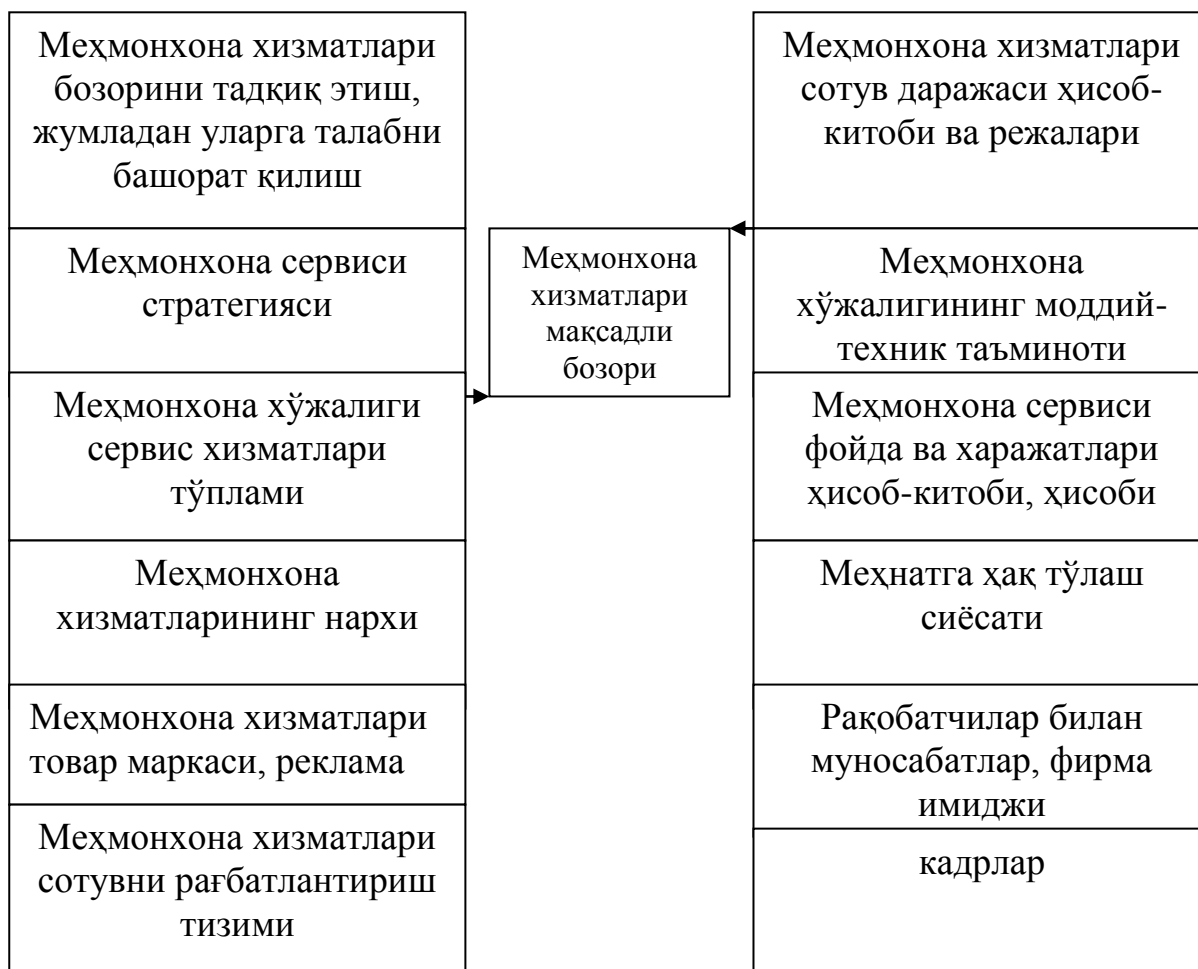 Меҳмонхона хизматлари
бозорини тадқиқ этиш,
жумладан уларга талабни
башорат қилиш
Меҳмонхона сервиси
стратегияси
Меҳмонхона хўжалиги
сервис хизматлари
тўплами
Меҳмонхона
хизматларининг нархи
Меҳмонхона хизматлари
товар маркаси, реклама
Меҳмонхона хизматлари
сотувни рағбатлантириш
тизими
Меҳмонхона
хизматлари
мақсадли
бозори
Меҳмонхона хизматлари
сотув даражаси ҳисоб-
китоби ва режалари
Меҳмонхона
хўжалигининг моддий-
техник таъминоти
Меҳмонхона сервиси
фойда ва харажатлари
ҳисоб-китоби, ҳисоби
Меҳнатга ҳақ тўлаш
сиёсати
Рақобатчилар билан
муносабатлар, фирма
имиджи
кадрлар